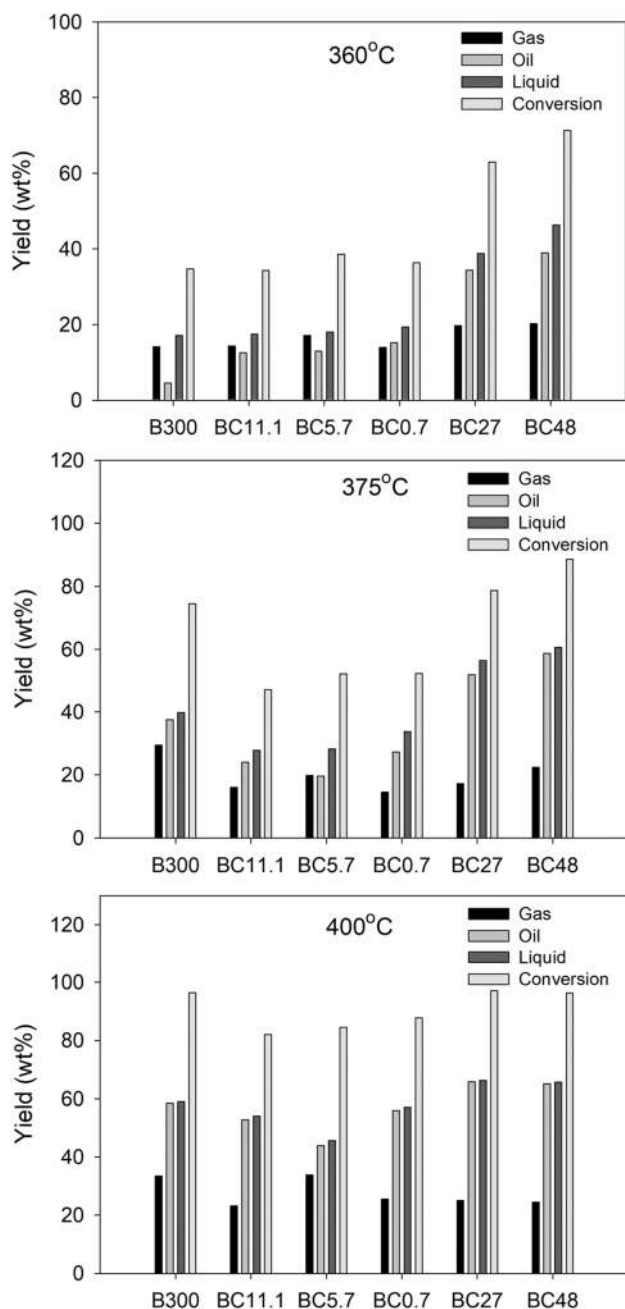 100
80
60
40
20
0
Yield (wt%)
360°C
Gas
Oil
Liquid
Conversion
B300 BC11.1 BC5.7 BC0.7 BC27 BC48
120
100
80
60
40
20
0
Yield (wt%)
375°C
Gas
Oil
Liquid
Conversion
B300 BC11.1 BC5.7 BC0.7 BC27 BC48
120
100
80
60
40
20
0
Yield (wt%)
400°C
Gas
Oil
Liquid
Conversion
B300 BC11.1 BC5.7 BC0.7 BC27 BC48